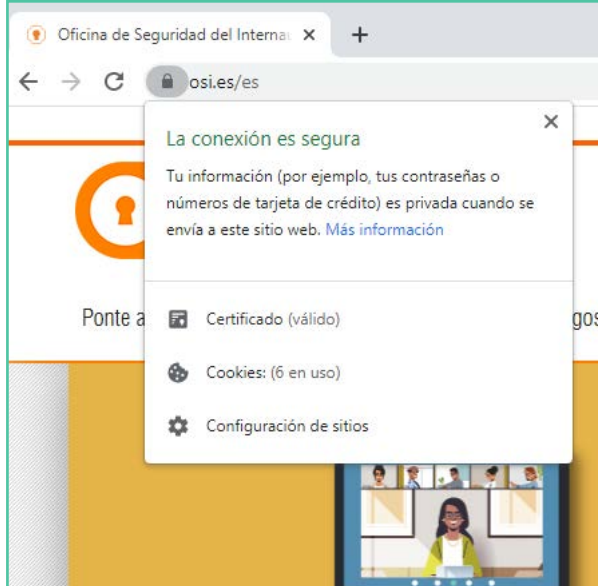 Oficina de Seguridad del Interna
osi.es/es
La conexión es segura
Tu información (por ejemplo, tus contraseñas o
números de tarjeta de crédito) es privada cuando se
envía a este sitio web. Más información
Ponte a
gos
Certificado (válido)
Cookies: (6 en uso)
Configuración de sitios